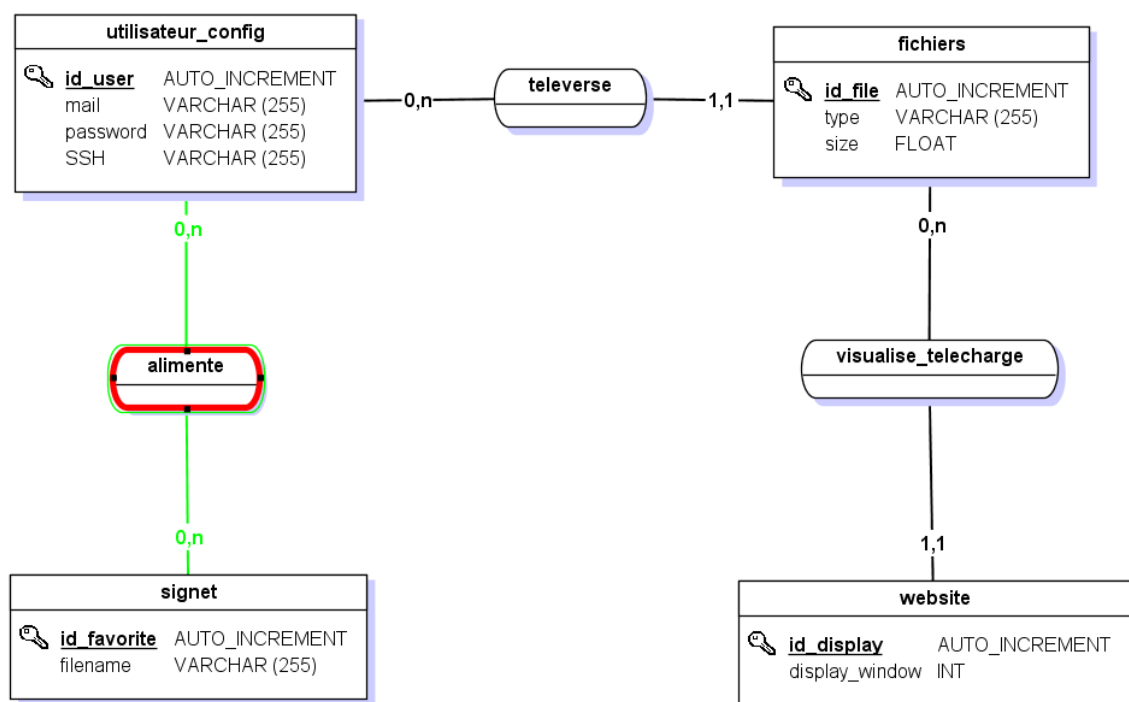 utilisateur_config
id_user AUTO_INCREMENT
mail VARCHAR (255)
password VARCHAR (255)
SSH VARCHAR (255)
0,n
televerse
1,1
fichiers
id_file AUTO_INCREMENT
type VARCHAR (255)
size FLOAT
0,n
0,n
alimente
visualise_telecharge
0,n
1,1
signet
id_favorite AUTO_INCREMENT
filename VARCHAR (255)
website
id_display AUTO_INCREMENT
display_window INT